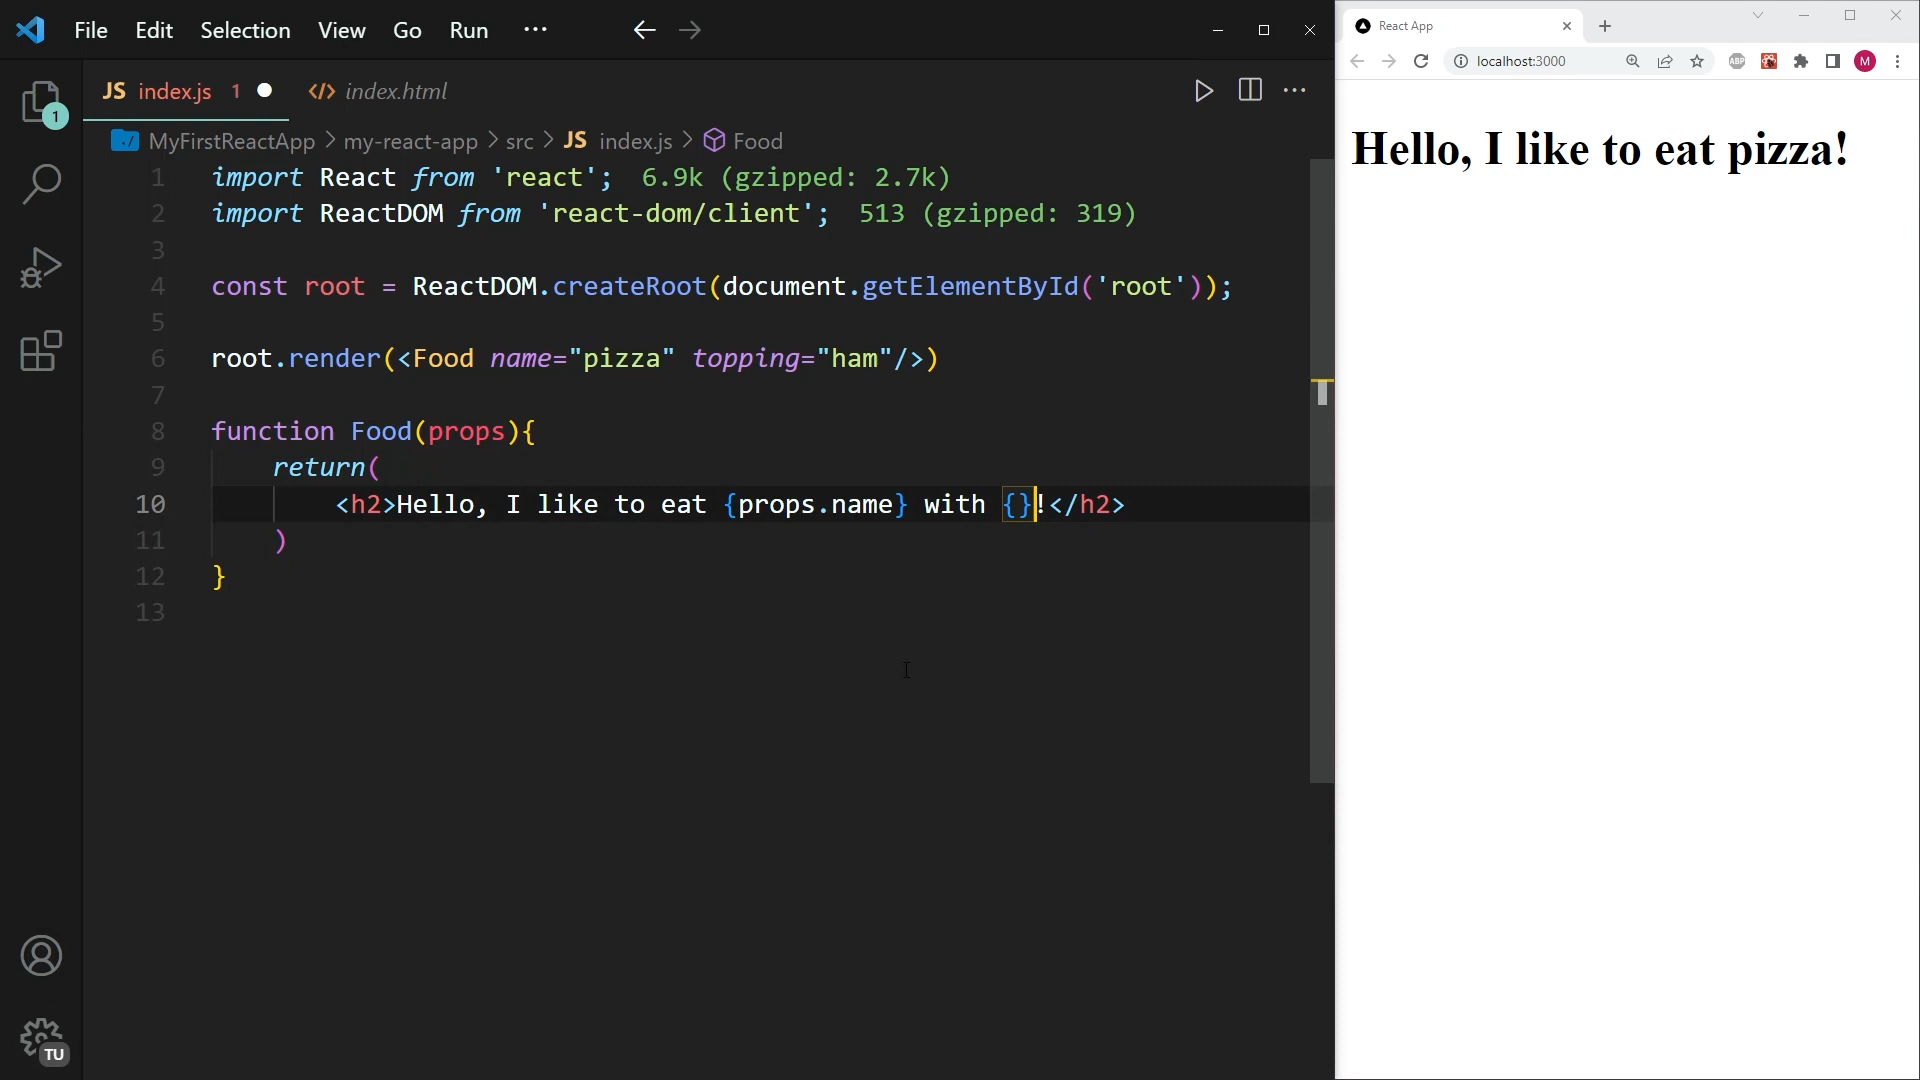 File Edit Selection View Go Run ···
JS index.js 1 index.html
MyFirstReactApp > my-react-app > src > JS index.js > Food
1 import React from 'react'; 6.9k (gzipped: 2.7k)
2 import ReactDOM from 'react-dom/client'; 513 (gzipped: 319)
3
4 const root = ReactDOM.createRoot(document.getElementById('root'));
5
6 root.render(<Food name="pizza" topping="ham"/>)
7
8 function Food(props){
9 return(
10 <h2>Hello, I like to eat {props.name} with {}!</h2>
11 )
12 }
13
1
TU
React App
localhost:3000
ABP
M
Hello, I like to eat pizza!